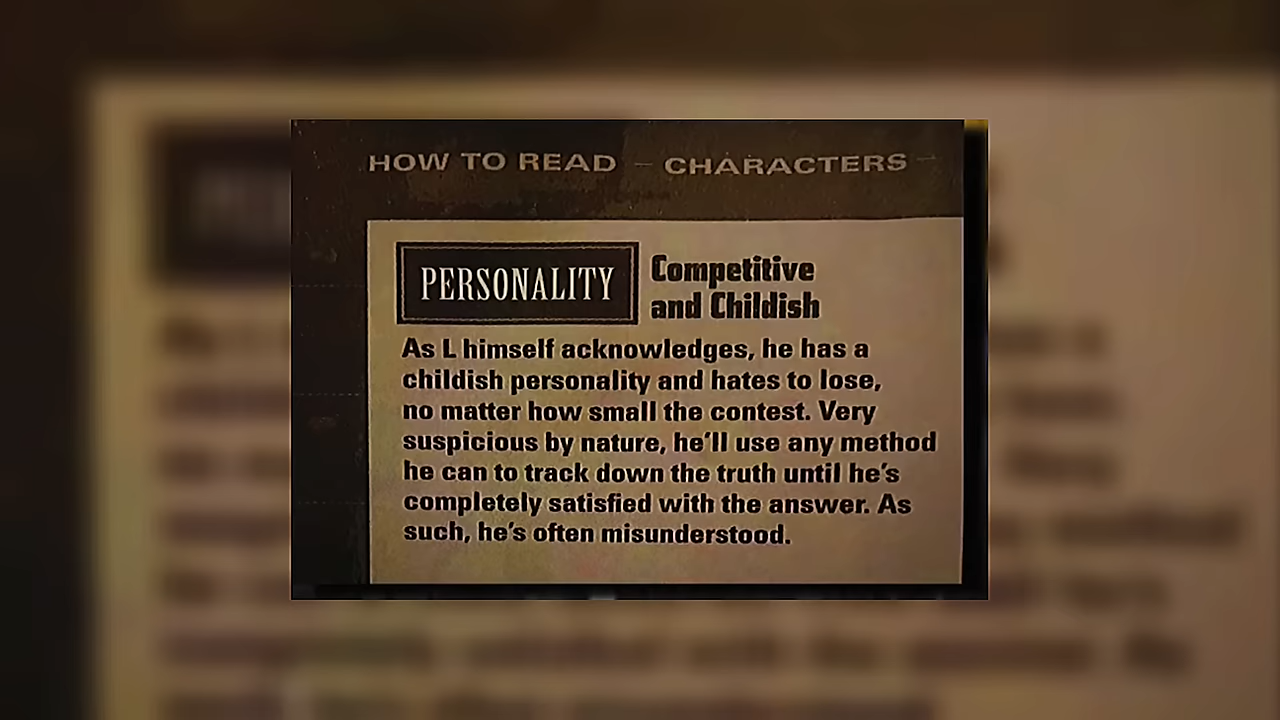 HOW TO READ – CHARACTERS –
PERSONALITY
Competitive
and Childish
As L himself acknowledges, he has a
childish personality and hates to lose,
no matter how small the contest. Very
suspicious by nature, he'll use any method
he can to track down the truth until he's
completely satisfied with the answer. As
such, he's often misunderstood.